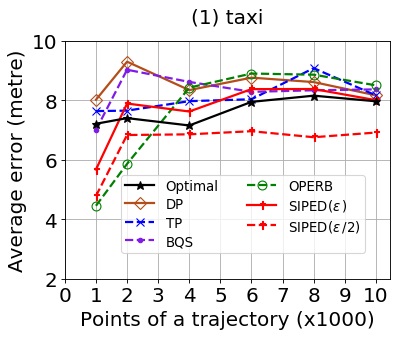 (1) taxi
Average error (metre)
10
8
6
4
2
Optimal
DP
TP
BQS
OPERB
SIPED(ε)
SIPED(ε/2)
0 1 2 3 4 5 6 7 8 9 10
Points of a trajectory (x1000)